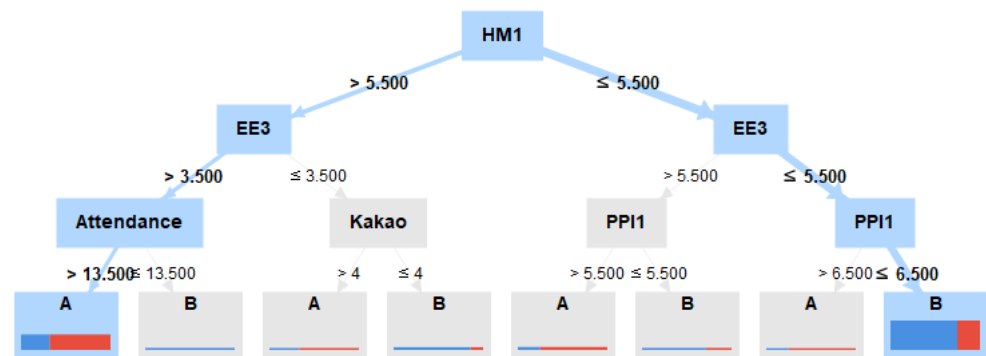 HM1
> 5.500 ≤ 5.500
EE3 EE3
> 3.500 ≤ 3.500 > 5.500 ≤ 5.500
Attendance Kakao PPI1 PPI1
> 13.500 ≤ 13.500 > 4 ≤ 4 > 5.500 ≤ 5.500 > 6.500 ≤ 6.500
A B A B A B A B